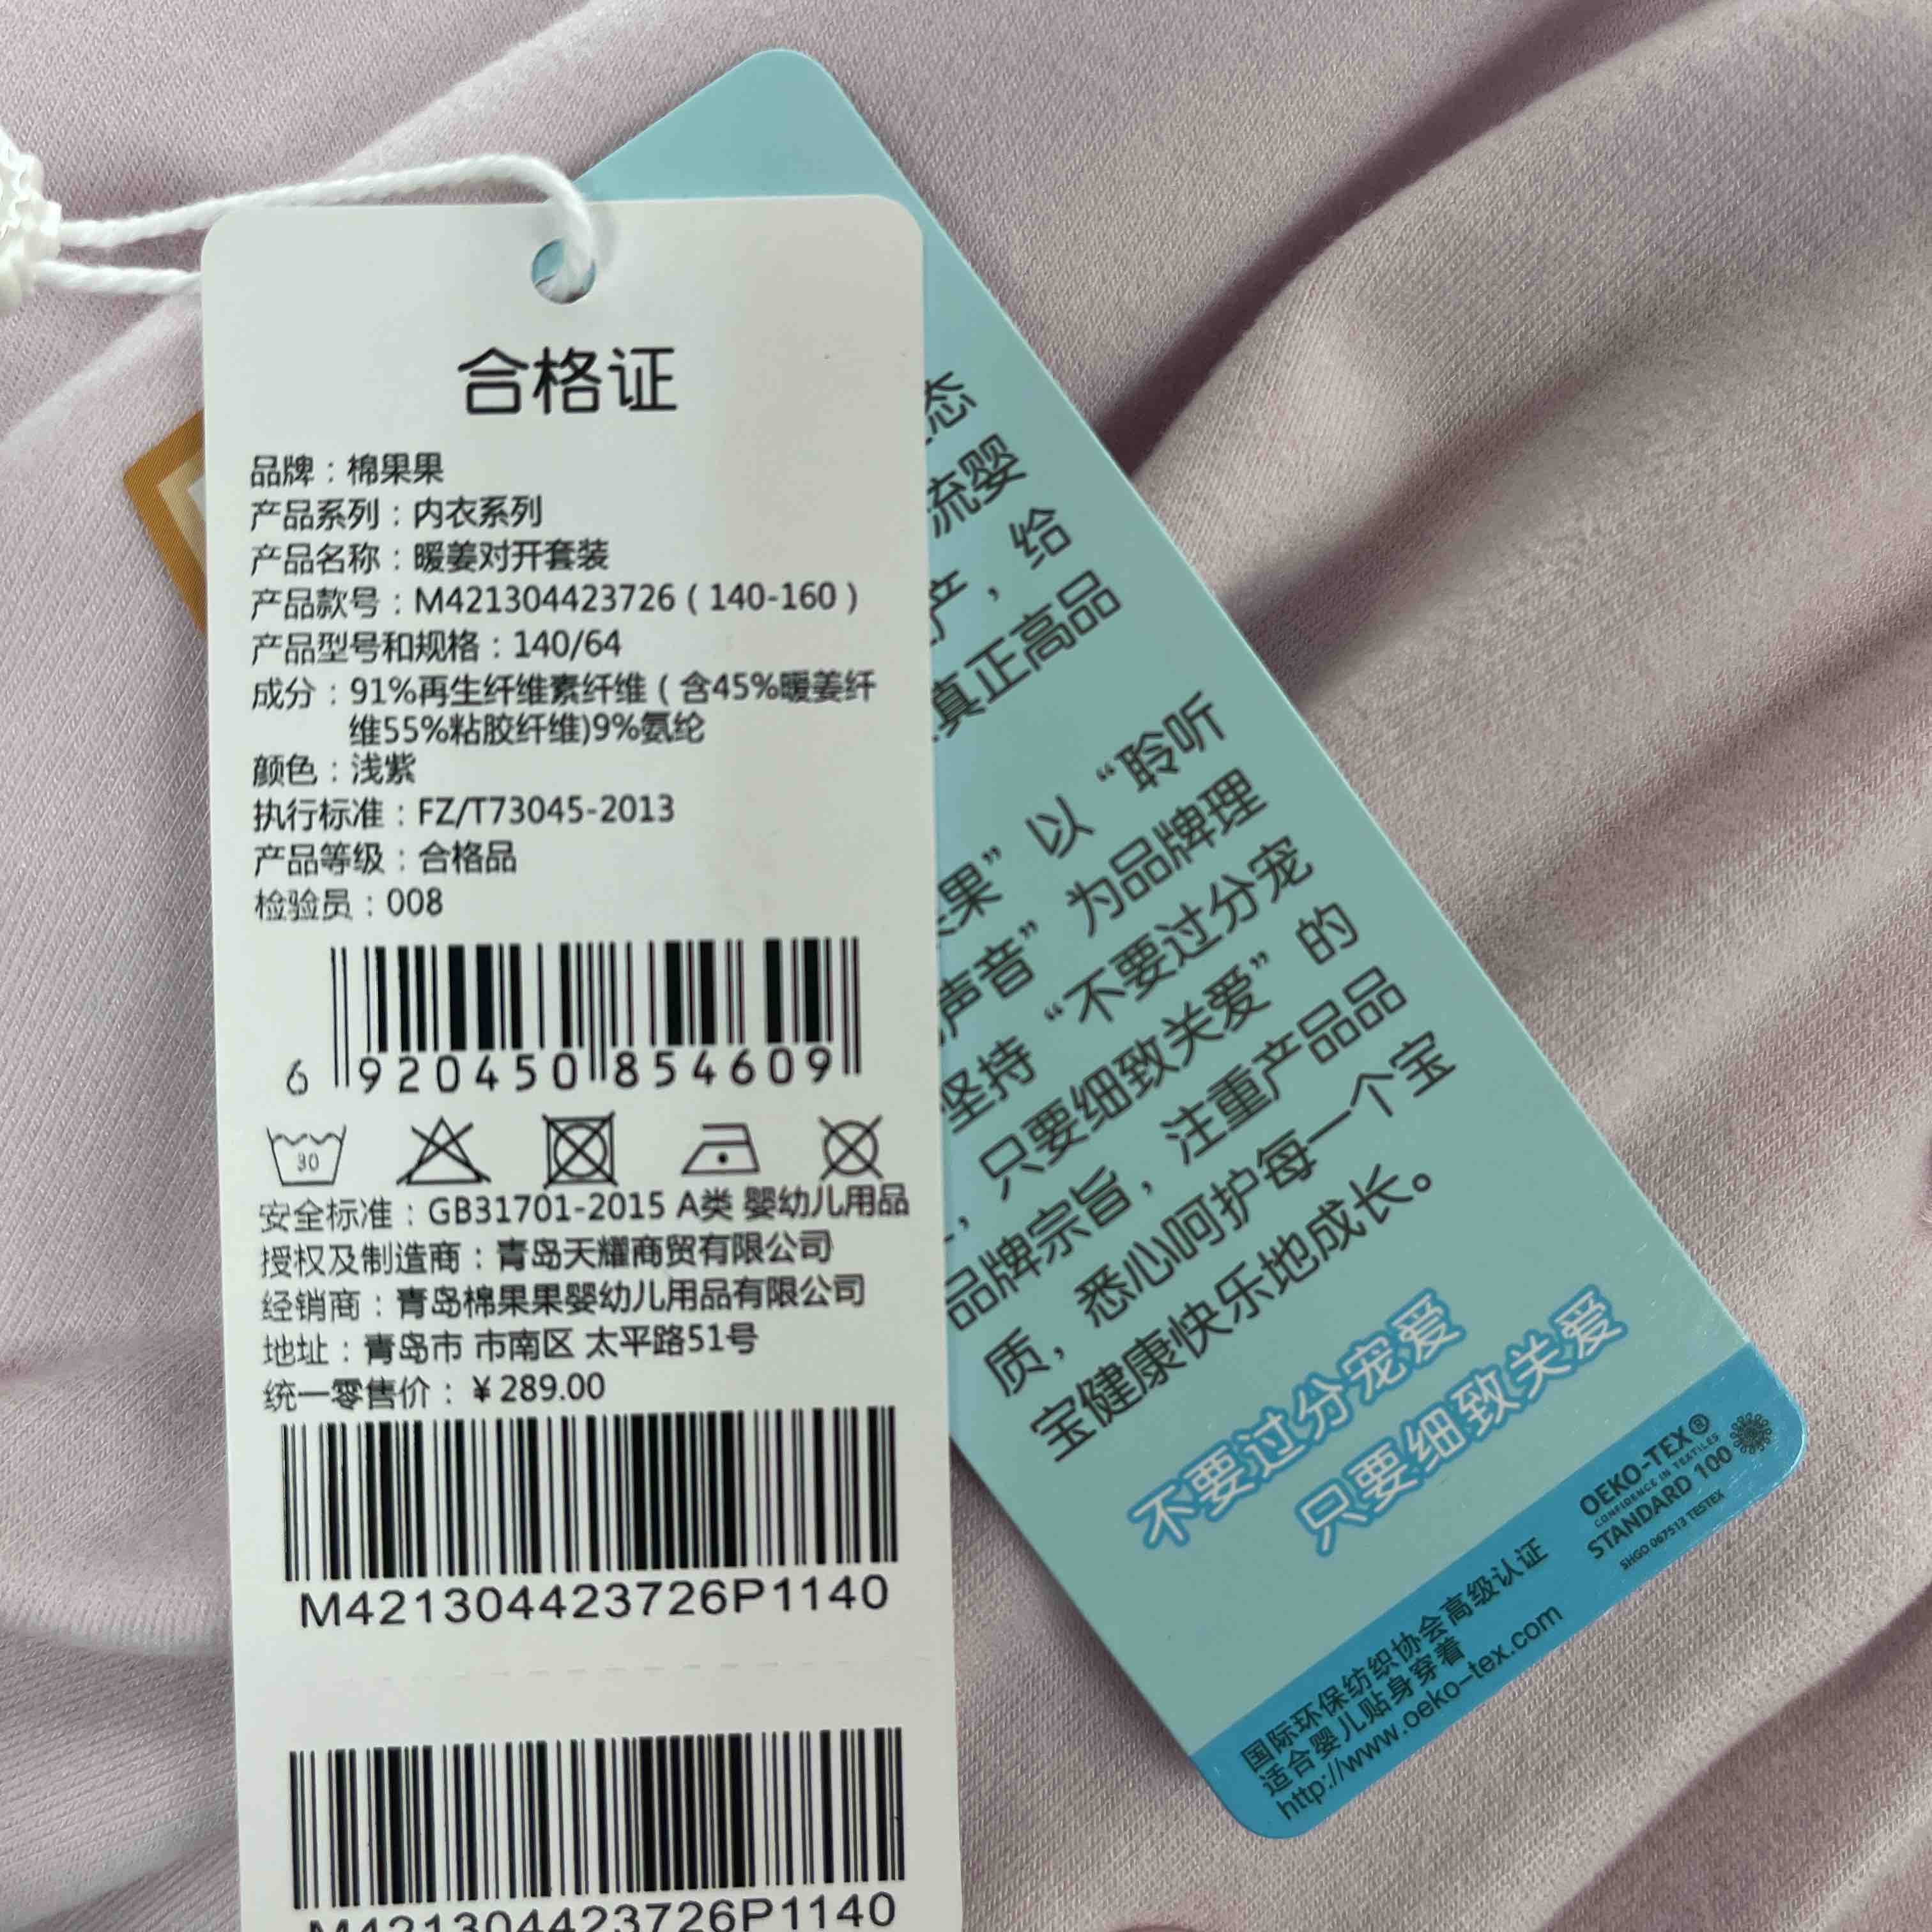 合格证
品牌：棉果果
产品系列：内衣系列
产品名称：暖姜对开套装
产品款号：M421304423726（140-160）
产品型号和规格：140/64
成分：91%再生纤维素纤维（含45%暖姜纤
维55%粘胶纤维)9%氨纶
颜色：浅紫
执行标准：FZ/T73045-2013
产品等级：合格品
检验员：008
6 920450 854609
30
安全标准：GB31701-2015 A类 婴幼儿用品
授权及制造商：青岛天耀商贸有限公司
经销商：青岛棉果果婴幼儿用品有限公司
地址：青岛市 市南区 太平路51号
统一零售价：￥289.00
M421304423726P1140
M421304423726P1140
态
流婴
产，给
真正高品
果”以“聆听
声音”为品牌理
坚持“不要过分宠
，只要细致关爱”的
品牌宗旨，注重产品品
质，悉心呵护每一个宝
宝健康快乐地成长。
不要过分宠爱
只要细致关爱
OEKO-TEX®
CONFIDENCE IN TEXTILES
STANDARD 100
SHGO 067513 TESTEX
国际环保纺织协会高级认证
适合婴儿贴身穿着
http://www.oeko-tex.com